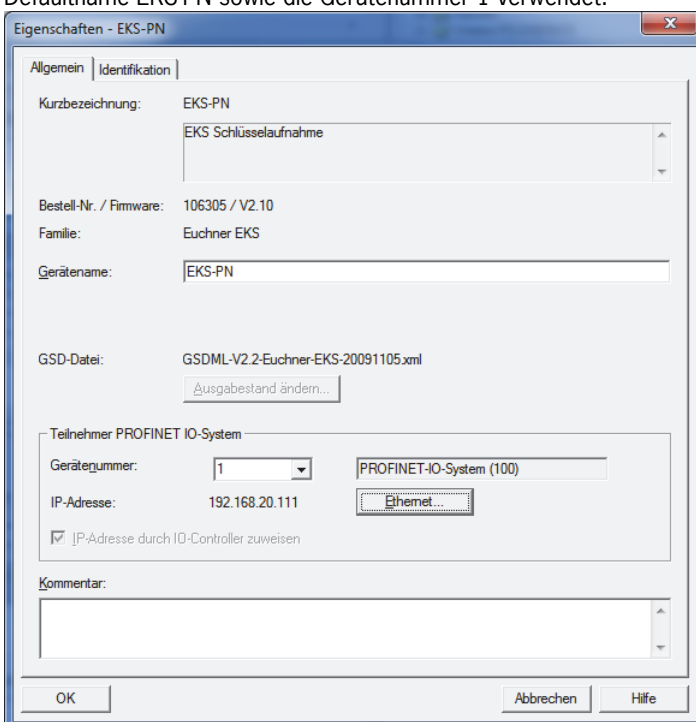 Defaultname EKS-PN sowie die Gerätenummer 1 verwendet.
Eigenschaften - EKS-PN
Allgemein Identifikation
Kurzbezeichnung: EKS-PN
EKS Schlüsselaufnahme
Bestell-Nr. / Firmware: 106305 / V2.10
Familie: Euchner EKS
Gerätename: EKS-PN
GSD-Datei: GSDML-V2.2-Euchner-EKS-20091105.xml
Ausgabestand ändern...
Teilnehmer PROFINET IO-System
Gerätenummer: 1 PROFINET-IO-System (100)
IP-Adresse: 192.168.20.111 Ethernet...
IP-Adresse durch IO-Controller zuweisen
Kommentar:
OK Abbrechen Hilfe